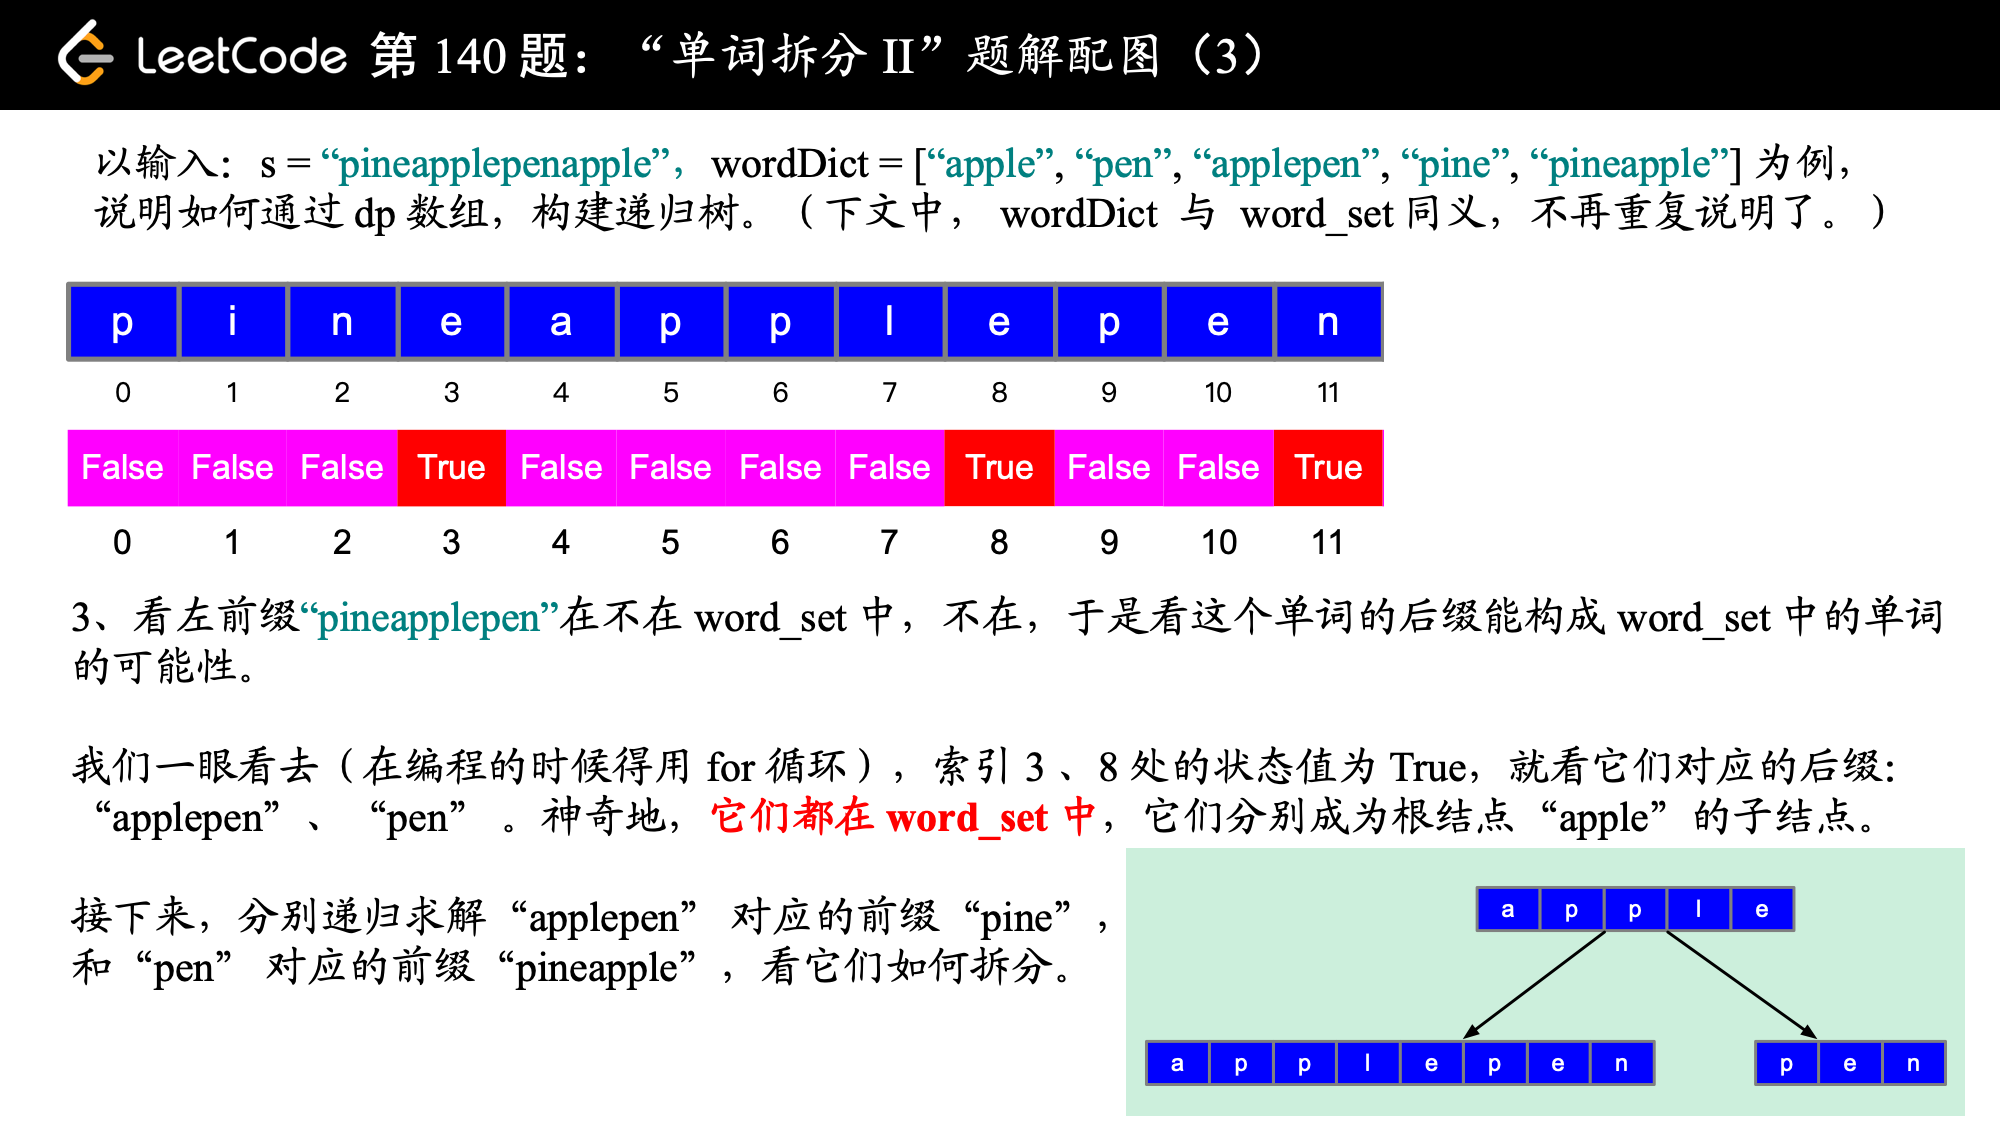 LeetCode 第 140 题：“单词拆分 II”题解配图（3）
以输入：s = “pineapplepenapple”，wordDict = [“apple”, “pen”, “applepen”, “pine”, “pineapple”] 为例，
说明如何通过 dp 数组，构建递归树。（下文中， wordDict 与 word_set 同义，不再重复说明了。）
p i n e a p p l e p e n
0 1 2 3 4 5 6 7 8 9 10 11
False False False True False False False False True False False True
0 1 2 3 4 5 6 7 8 9 10 11
3、看左前缀“pineapplepen”在不在 word_set 中，不在，于是看这个单词的后缀能构成 word_set 中的单词
的可能性。
我们一眼看去（在编程的时候得用 for 循环），索引 3 、8 处的状态值为 True，就看它们对应的后缀：
“applepen”、“pen”。神奇地，它们都在 word_set 中，它们分别成为根结点“apple”的子结点。
接下来，分别递归求解“applepen” 对应的前缀“pine”，
和“pen” 对应的前缀“pineapple”，看它们如何拆分。
a p p l e
a p p l e p e n
p e n